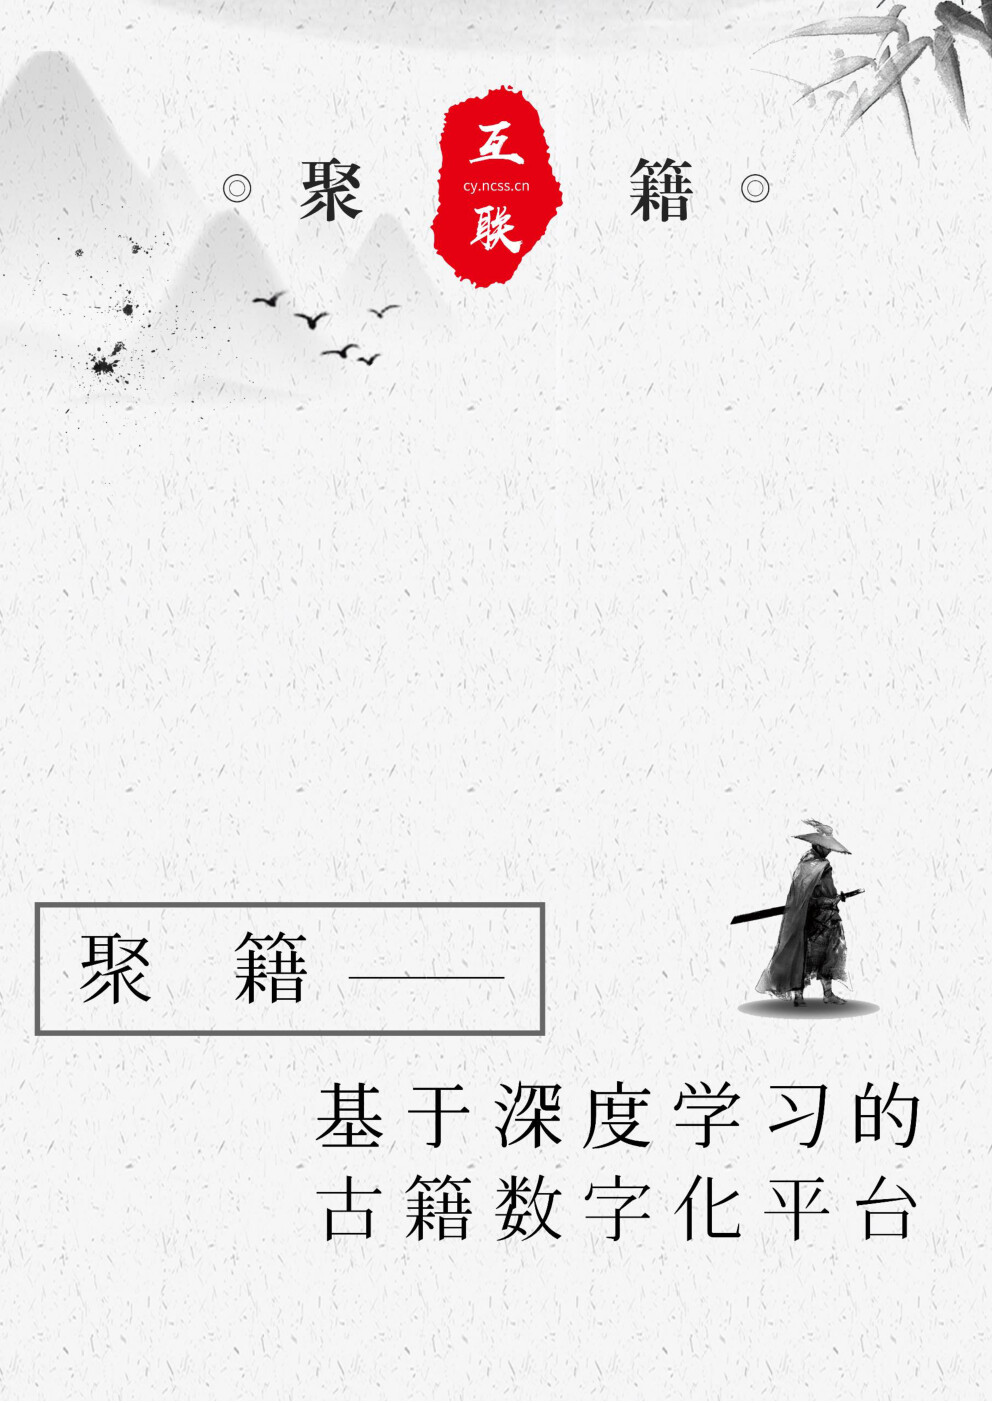 聚 互 籍
cy.ncss.cn
联
聚 籍 ——
基于深度学习的
古籍数字化平台